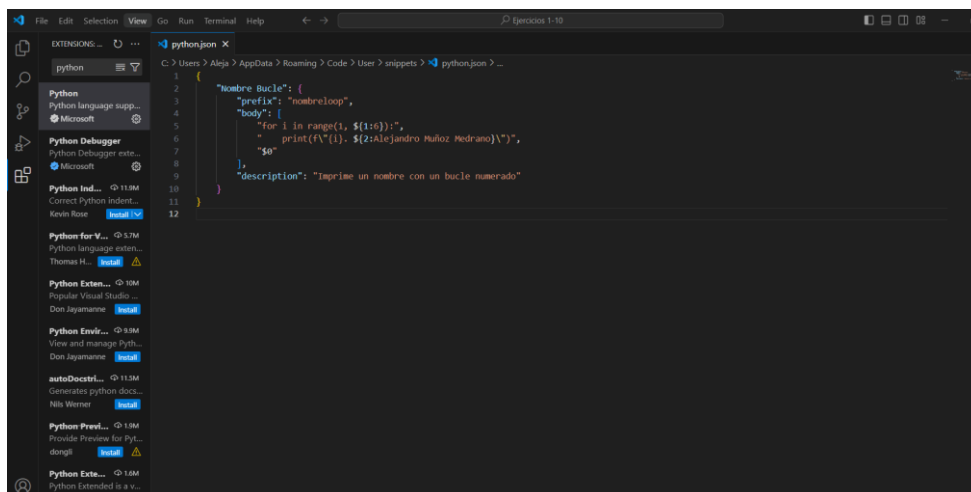 File Edit Selection View Go Run Terminal Help
Ejercicios 1-10
EXTENSIONS: ...
python
Python
Python language supp...
Microsoft
Python Debugger
Python Debugger exte...
Microsoft
Python Ind... 11.9M
Correct Python indent...
Kevin Rose Install
Python for V... 5.7M
Python language exten...
Thomas H... Install
Python Exten... 10M
Popular Visual Studio ...
Don Jayamanne Install
Python Envir... 9.9M
View and manage Pyth...
Don Jayamanne Install
autoDocstri... 11.5M
Generates python docs...
Nils Werner Install
Python Previ... 1.9M
Provide Preview for Pyt...
dongli Install
Python Exte... 1.6M
Python Extended is a v...
python.json
C: > Users > Aleja > AppData > Roaming > Code > User > snippets > python.json > ...
1 {
2 "Nombre Bucle": {
3 "prefix": "nombreloop",
4 "body": [
5 "for i in range(1, ${1:6}):",
6 "    print(f\"{i}. ${2:Alejandro Muñoz Medrano}\")",
7 "$0"
8 ],
9 "description": "Imprime un nombre con un bucle numerado"
10 }
11 }
12